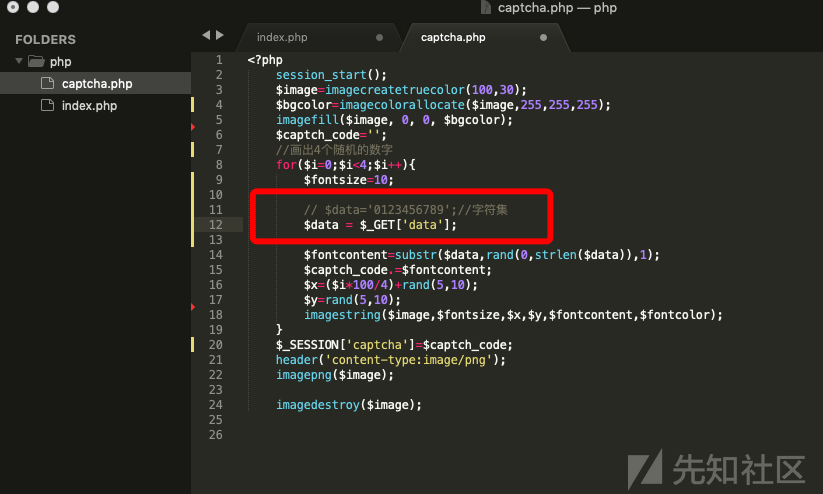 captcha.php — php
FOLDERS
php
captcha.php
index.php
index.php
captcha.php
1 <?php
2 session_start();
3 $image=imagecreatetruecolor(100,30);
4 $bgcolor=imagecolorallocate($image,255,255,255);
5 imagefill($image, 0, 0, $bgcolor);
6 $captch_code='';
7 //画出4个随机的数字
8 for($i=0;$i<4;$i++){
9 $fontsize=10;
10
11 // $data='0123456789';//字符集
12 $data = $_GET['data'];
13
14 $fontcontent=substr($data,rand(0,strlen($data)),1);
15 $captch_code.=$fontcontent;
16 $x=($i*100/4)+rand(5,10);
17 $y=rand(5,10);
18 imagestring($image,$fontsize,$x,$y,$fontcontent,$fontcolor);
19 }
20 $_SESSION['captcha']=$captch_code;
21 header('content-type:image/png');
22 imagepng($image);
23
24 imagedestroy($image);
25
26
先知社区